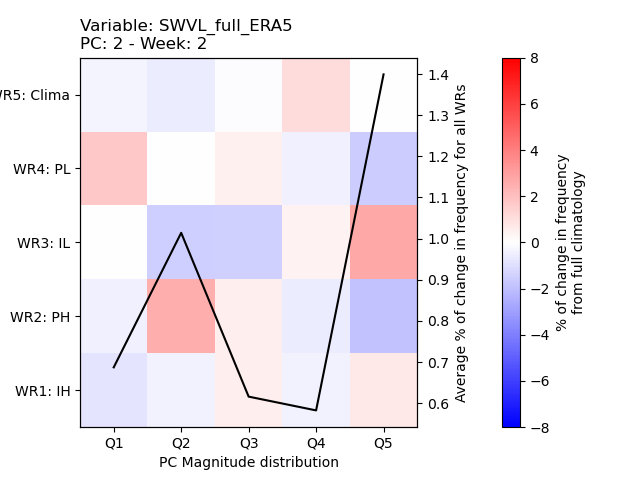 Variable: SWVL_full_ERA5
PC: 2 - Week: 2
WR5: Clima
WR4: PL
WR3: IL
WR2: PH
WR1: IH
Q1 Q2 Q3 Q4 Q5
PC Magnitude distribution
1.4
1.3
1.2
1.1
1.0
0.9
0.8
0.7
0.6
Average % of change in frequency for all WRs
8
6
4
2
0
−2
−4
−6
−8
% of change in frequency
from full climatology